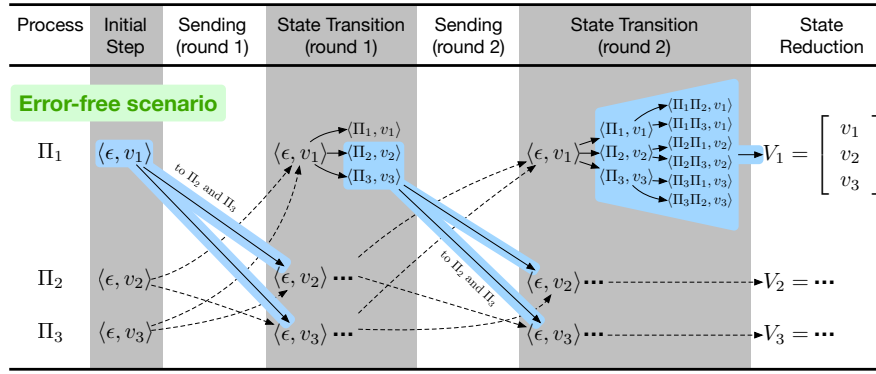 Process Initial Step Sending (round 1) State Transition (round 1) Sending (round 2) State Transition (round 2) State Reduction
Error-free scenario
Π₁ ⟨ϵ, v₁⟩ ⟨ϵ, v₁⟩ ⟨Π₁, v₁⟩ ⟨Π₂, v₂⟩ ⟨Π₃, v₃⟩ ⟨ϵ, v₁⟩ ⟨Π₁, v₁⟩ ⟨Π₂, v₂⟩ ⟨Π₃, v₃⟩ ⟨Π₁Π₂, v₁⟩ ⟨Π₁Π₃, v₁⟩ ⟨Π₂Π₁, v₂⟩ ⟨Π₂Π₃, v₂⟩ ⟨Π₃Π₁, v₃⟩ ⟨Π₃Π₂, v₃⟩ V₁ = [ v₁ v₂ v₃ ]
to Π₂ and Π₃
to Π₂ and Π₃
Π₂ ⟨ϵ, v₂⟩ ⟨ϵ, v₂⟩ ... ⟨ϵ, v₂⟩ ... V₂ = ...
Π₃ ⟨ϵ, v₃⟩ ⟨ϵ, v₃⟩ ... ⟨ϵ, v₃⟩ ... V₃ = ...